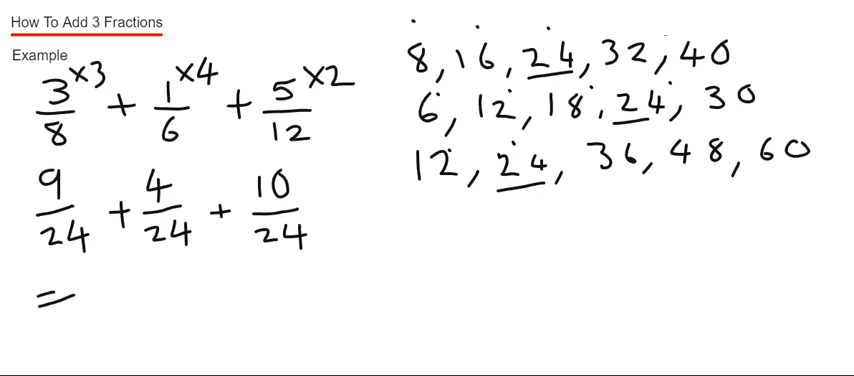 How To Add 3 Fractions
Example
3/8 ×3 + 1/6 ×4 + 5/12 ×2
9/24 + 4/24 + 10/24
=
8, 16, 24, 32, 40
6, 12, 18, 24, 30
12, 24, 36, 48, 60